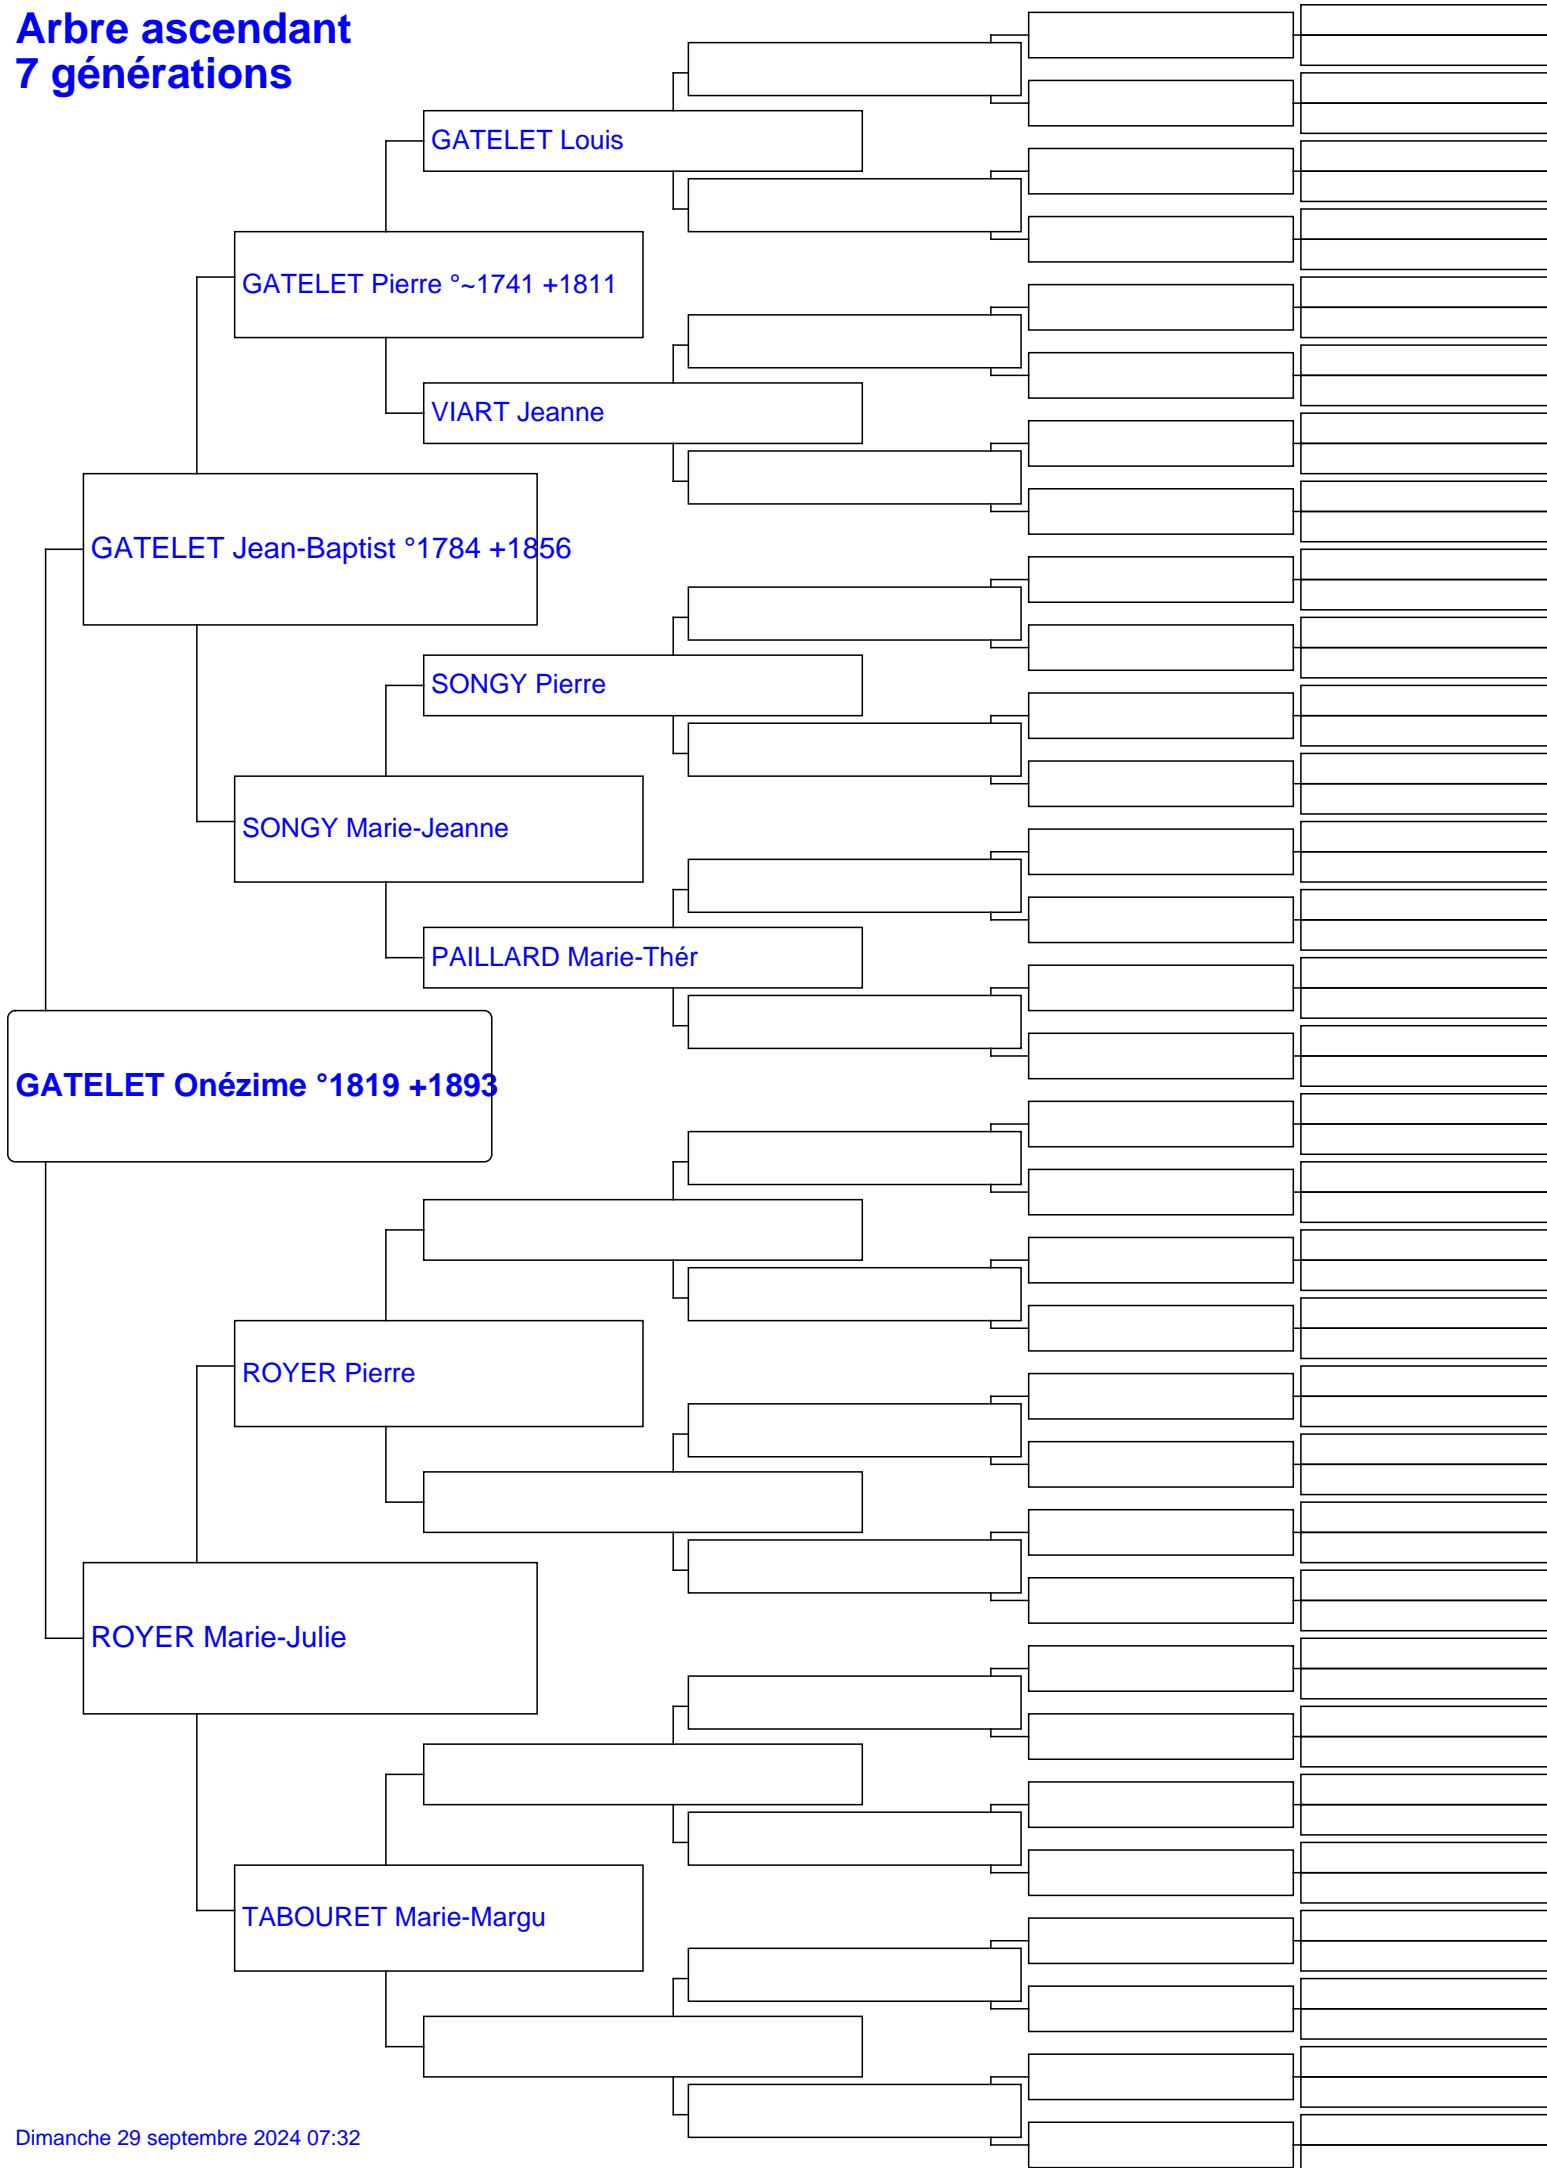 Arbre ascendant
7 générations
GATELET Louis
GATELET Pierre °~1741 +1811
VIART Jeanne
GATELET Jean-Baptist °1784 +1856
SONGY Pierre
SONGY Marie-Jeanne
PAILLARD Marie-Thér
GATELET Onézime °1819 +1893
ROYER Pierre
ROYER Marie-Julie
TABOURET Marie-Margu
Dimanche 29 septembre 2024 07:32